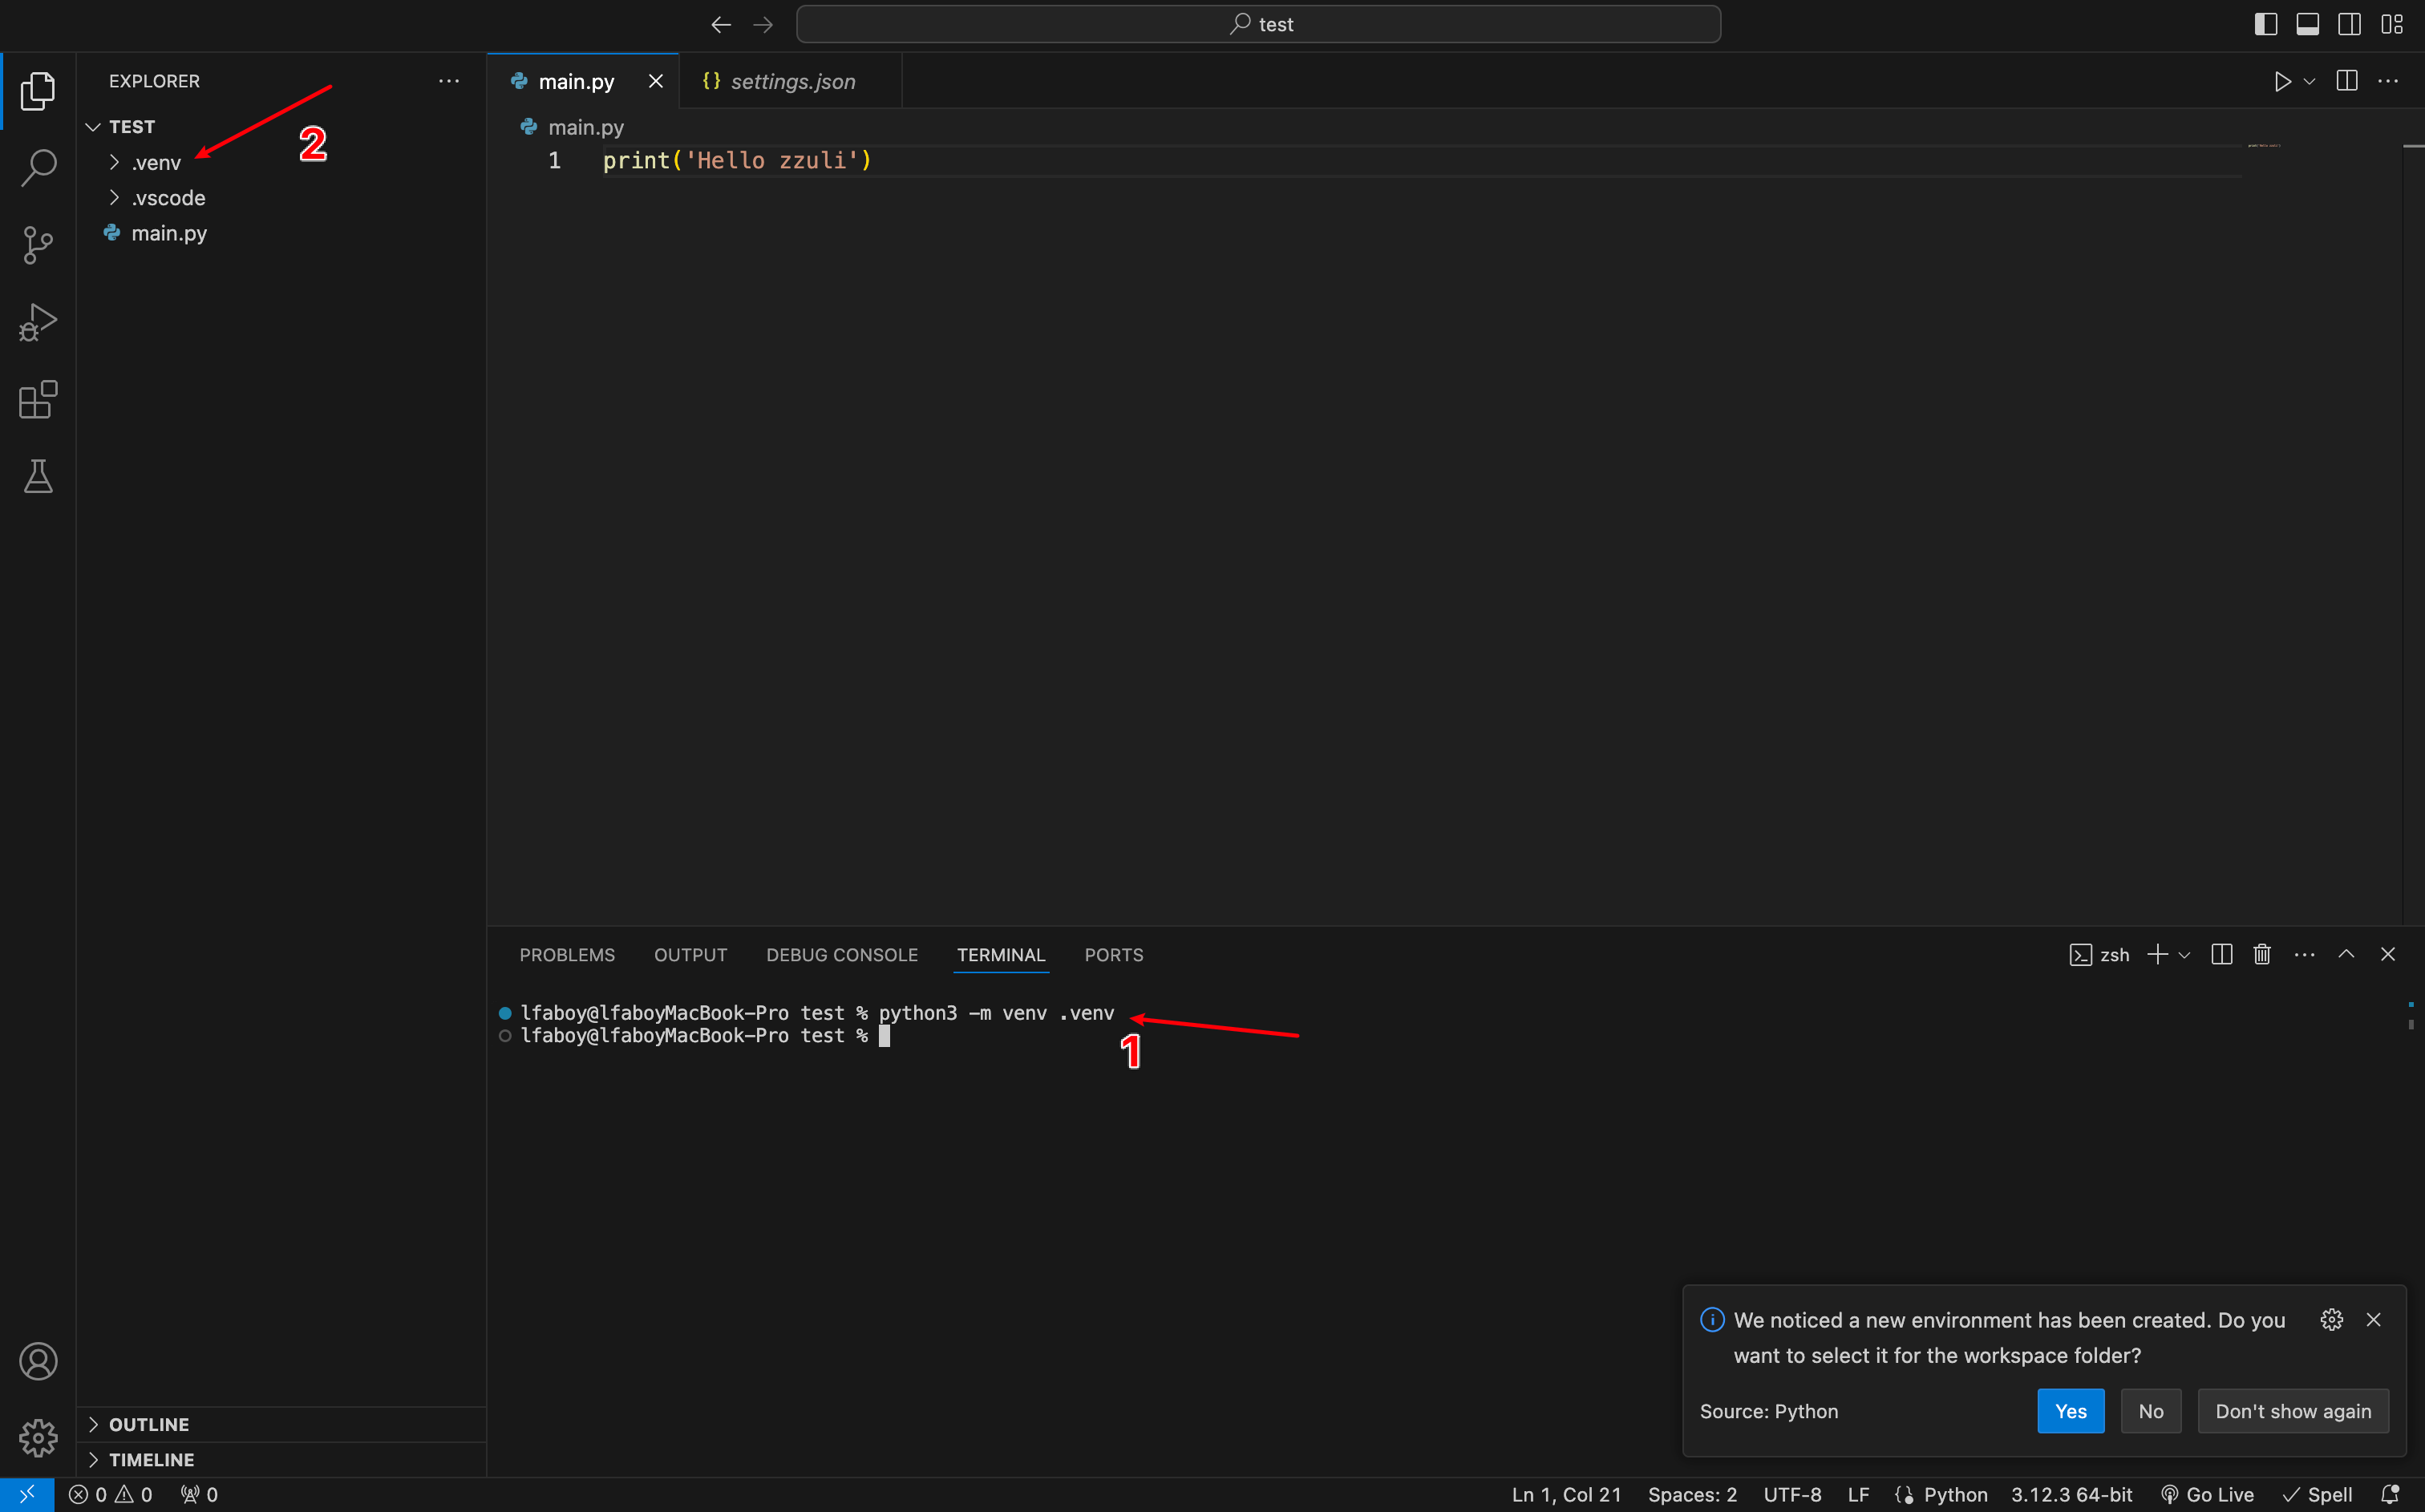 test
EXPLORER
TEST
.venv
.vscode
main.py
2
main.py
settings.json
main.py
1 print('Hello zzuli')
PROBLEMS OUTPUT DEBUG CONSOLE TERMINAL PORTS
zsh
lfaboy@lfaboyMacBook-Pro test % python3 -m venv .venv
lfaboy@lfaboyMacBook-Pro test %
1
We noticed a new environment has been created. Do you
want to select it for the workspace folder?
Source: Python
Yes
No
Don't show again
OUTLINE
TIMELINE
0 0 0
Ln 1, Col 21 Spaces: 2 UTF-8 LF Python 3.12.3 64-bit Go Live Spell